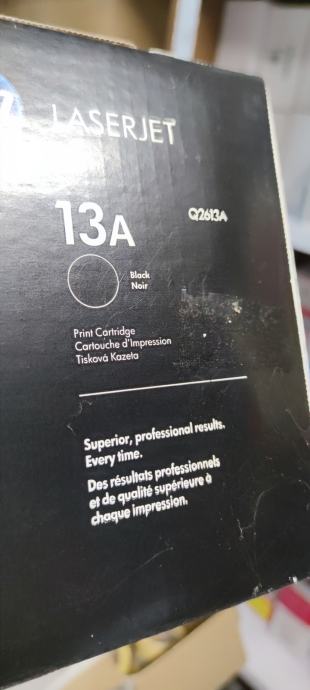 LASERJET
13A
Q2613A
Black
Noir
Print Cartridge
Cartouche d'Impression
Tisková Kazeta
Superior, professional results.
Every time.
Des résultats professionnels
et de qualité supérieure à
chaque impression.